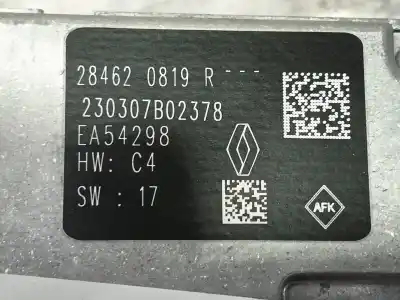 28462 0819 R ---
230307B02378
EA54298
HW: C4
SW : 17
AFK